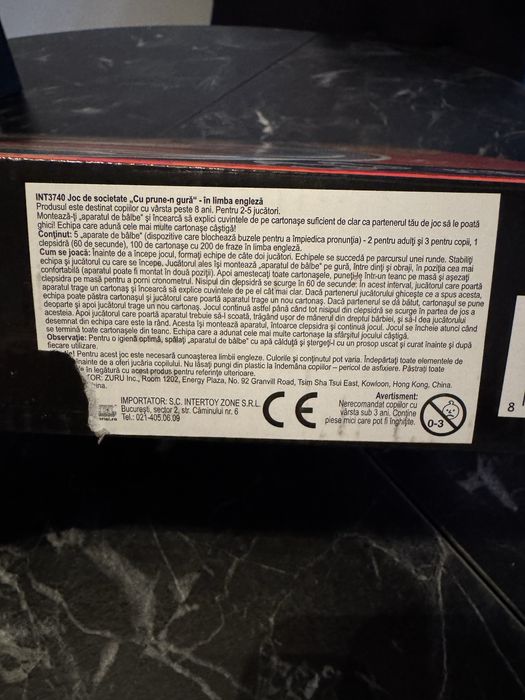 INT3740 Joc de societate „Cu prune-n gură" - în limba engleză
Produsul este destinat copiilor cu vârsta peste 8 ani. Pentru 2-5 jucători.
Montează-ți „aparatul de bâlbe" și încearcă să explici cuvintele de pe cartonașe suficient de clar ca partenerul tău de joc să le poată
ghici! Echipa care adună cele mai multe cartonașe câștigă!
Conținut: 5 „aparate de bâlbe" (dispozitive care blochează buzele pentru a împiedica pronunția) - 2 pentru adulți și 3 pentru copii, 1
clepsidră (60 de secunde), 100 de cartonașe cu 200 de fraze în limba engleză.
Cum se joacă: Înainte de a începe jocul, formați echipe de câte doi jucători. Echipele se succedă pe parcursul unei runde. Stabiliți
echipa și jucătorul cu care se începe. Jucătorul ales își montează „aparatul de bâlbe" pe gură, între dinți și obraji, în poziția cea mai
confortabilă (aparatul poate fi montat în două poziții). Apoi amestecați toate cartonașele, puneți-le într-un teanc pe masă și așezați
clepsidra pe masă pentru a porni cronometrul. Nisipul din clepsidră se scurge în 60 de secunde: în acest interval, jucătorul care poartă
aparatul trage un cartonaș și încearcă să explice cuvintele de pe el cât mai clar. Dacă partenerul jucătorului ghicește ce a spus acesta,
echipa poate păstra cartonașul și jucătorul care poartă aparatul trage un nou cartonaș. Dacă partenerul se dă bătut, cartonașul se pune
deoparte și apoi jucătorul trage un nou cartonaș. Jocul continuă astfel până când tot nisipul din clepsidră se scurge în partea de jos a
acesteia. Apoi jucătorul care poartă aparatul trebuie să-l scoată, trăgând ușor de mânerul din dreptul bărbiei, și să-l dea jucătorului
desemnat din echipa care este la rând. Acesta își montează aparatul, întoarce clepsidra și continuă jocul. Jocul se încheie atunci când
se termină toate cartonașele din teanc. Echipa care a adunat cele mai multe cartonașe la sfârșitul jocului, câștigă.
Observație: Pentru o igienă optimă, spălați „aparatul de bâlbe" cu apă călduță și ștergeți-l cu un prosop uscat și curat înainte și după
fiecare utilizare.
Pentru acest joc este necesară cunoașterea limbii engleze. Culorile și conținutul pot varia. Îndepărtați toate elementele de
înainte de a oferi jucăria copilului. Nu lăsați pungi din plastic la îndemâna copiilor – pericol de asfixiere. Păstrați toate
în legătură cu acest produs pentru referințe ulterioare.
TOR: ZURU Inc., Room 1202, Energy Plaza, No. 92 Granvill Road, Tsim Sha Tsui East, Kowloon, Hong Kong, China.
IMPORTATOR: S.C. INTERTOY ZONE S.R.L.
București, sector 2, str. Căminului nr. 6
Tel.: 021-405.06.09
CE
Avertisment:
Nerecomandat copiilor cu
vârsta sub 3 ani. Conține
piese mici care pot fi înghițite.
0-3
8